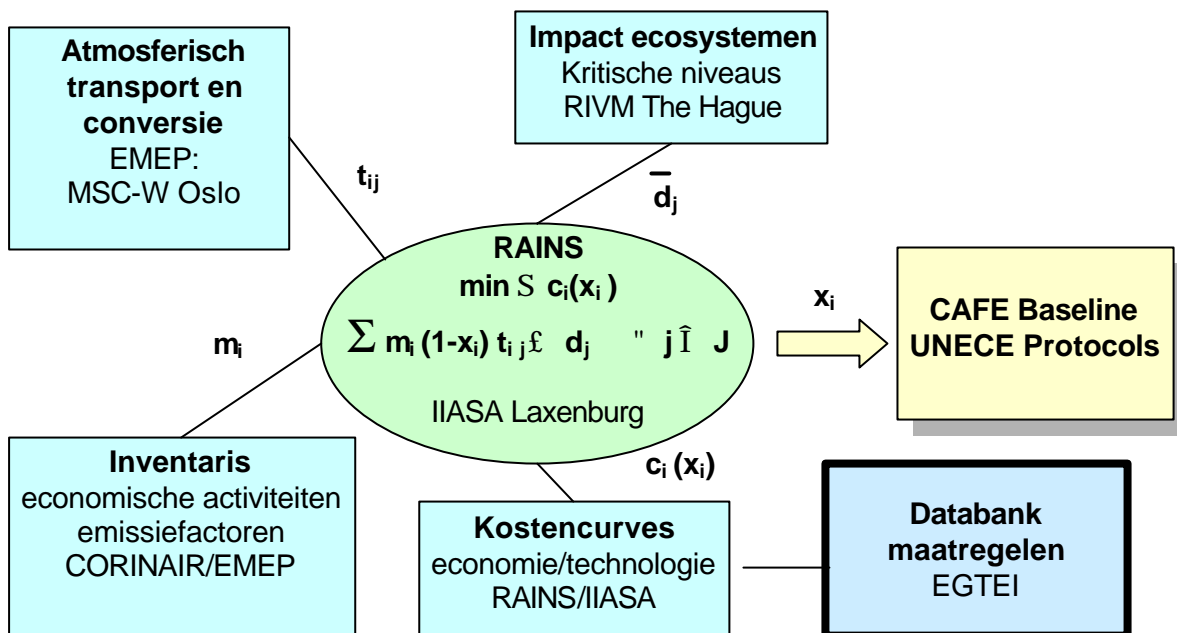 Atmosferisch
transport en
conversie
EMEP:
MSC-W Oslo
Impact ecosystemen
Kritische niveaus
RIVM The Hague
tij
dj
RAINS
min S ci(xi )
Σ mi (1-xi) ti j£ dj " j Î J
IIASA Laxenburg
xi
CAFE Baseline
UNECE Protocols
mi
ci (xi)
Inventaris
economische activiteiten
emissiefactoren
CORINAIR/EMEP
Kostencurves
economie/technologie
RAINS/IIASA
Databank
maatregelen
EGTEI